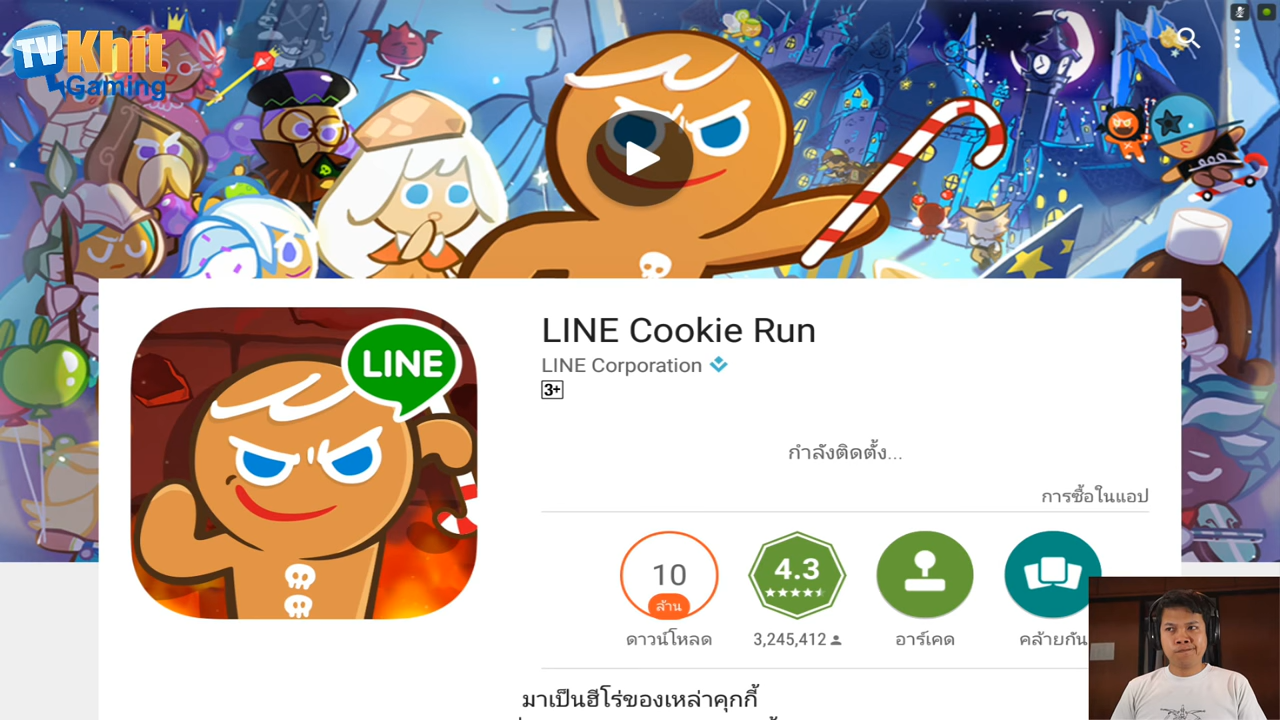 TV Khit
Gaming
LINE Cookie Run
LINE Corporation
3+
LINE
กำลังติดตั้ง...
การซื้อในแอป
10
ล้าน
4.3
ดาวน์โหลด
3,245,412
อาร์เคด
คล้ายกัน
มาเป็นฮีโร่ของเหล่าคุกกี้